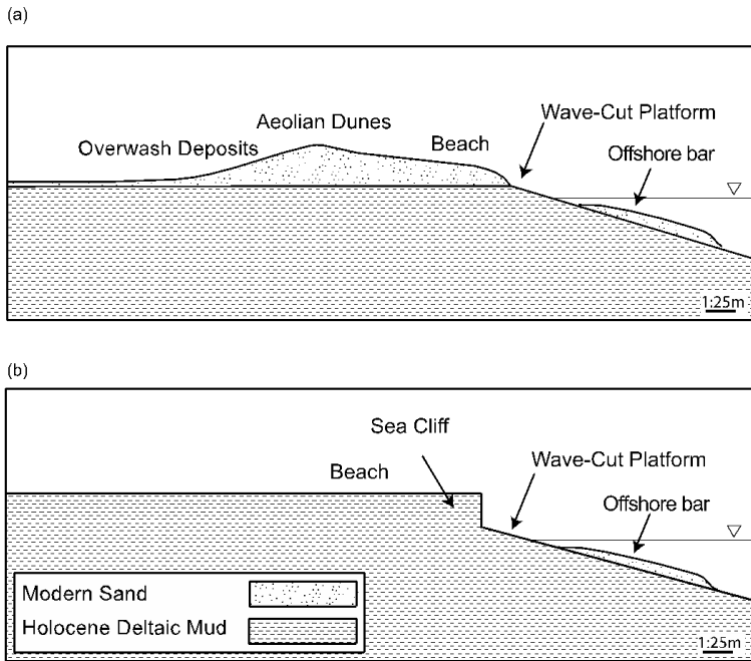 (a)
Wave-Cut Platform
Aeolian Dunes
Overwash Deposits
Beach
Offshore bar
1:25m
(b)
Sea Cliff
Beach
Wave-Cut Platform
Offshore bar
Modern Sand
Holocene Deltaic Mud
1:25m